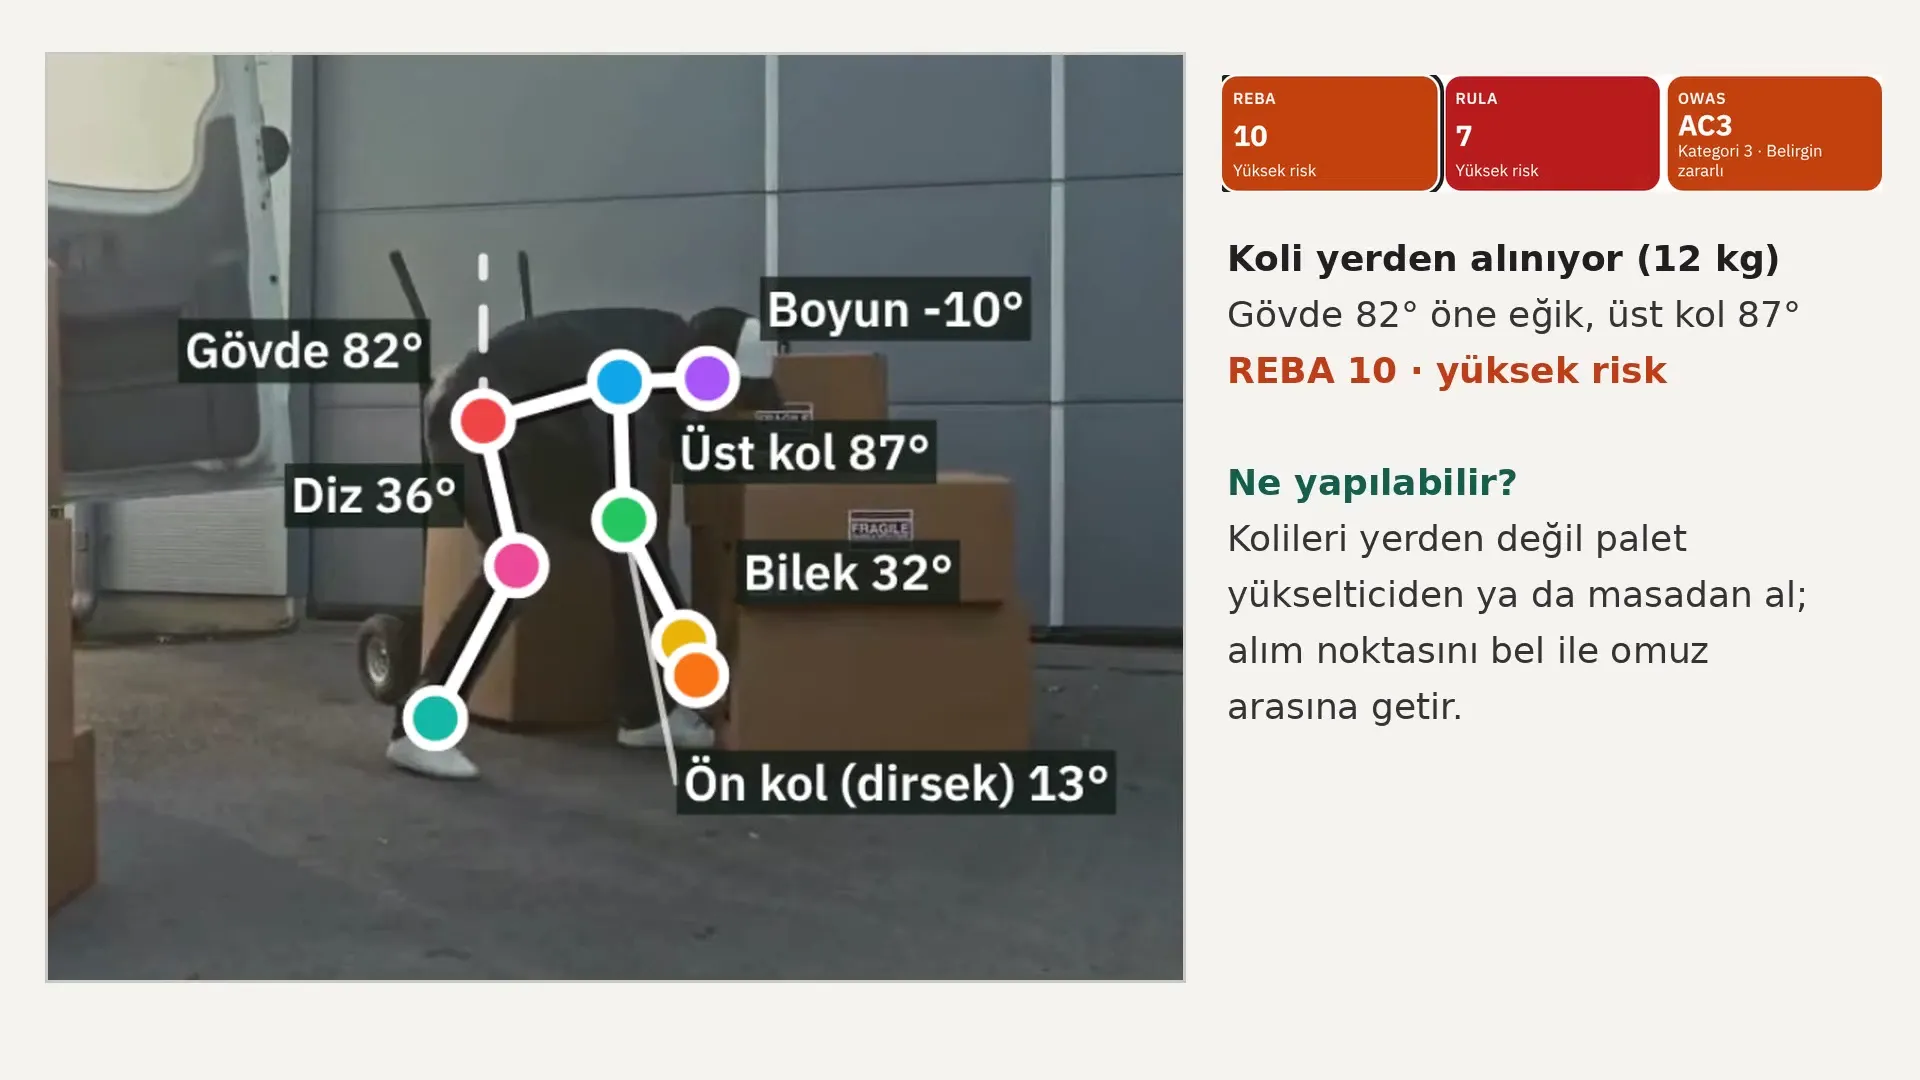 REBA
10
Yüksek risk
RULA
7
Yüksek risk
OWAS
AC3
Kategori 3 · Belirgin
zararlı
Boyun -10°
Gövde 82°
Üst kol 87°
Diz 36°
FRAGILE
FRAGILE
Bilek 32°
Ön kol (dirsek) 13°
Koli yerden alınıyor (12 kg)
Gövde 82° öne eğik, üst kol 87°
REBA 10 · yüksek risk
Ne yapılabilir?
Kolileri yerden değil palet
yükselticiden ya da masadan al;
alım noktasını bel ile omuz
arasına getir.